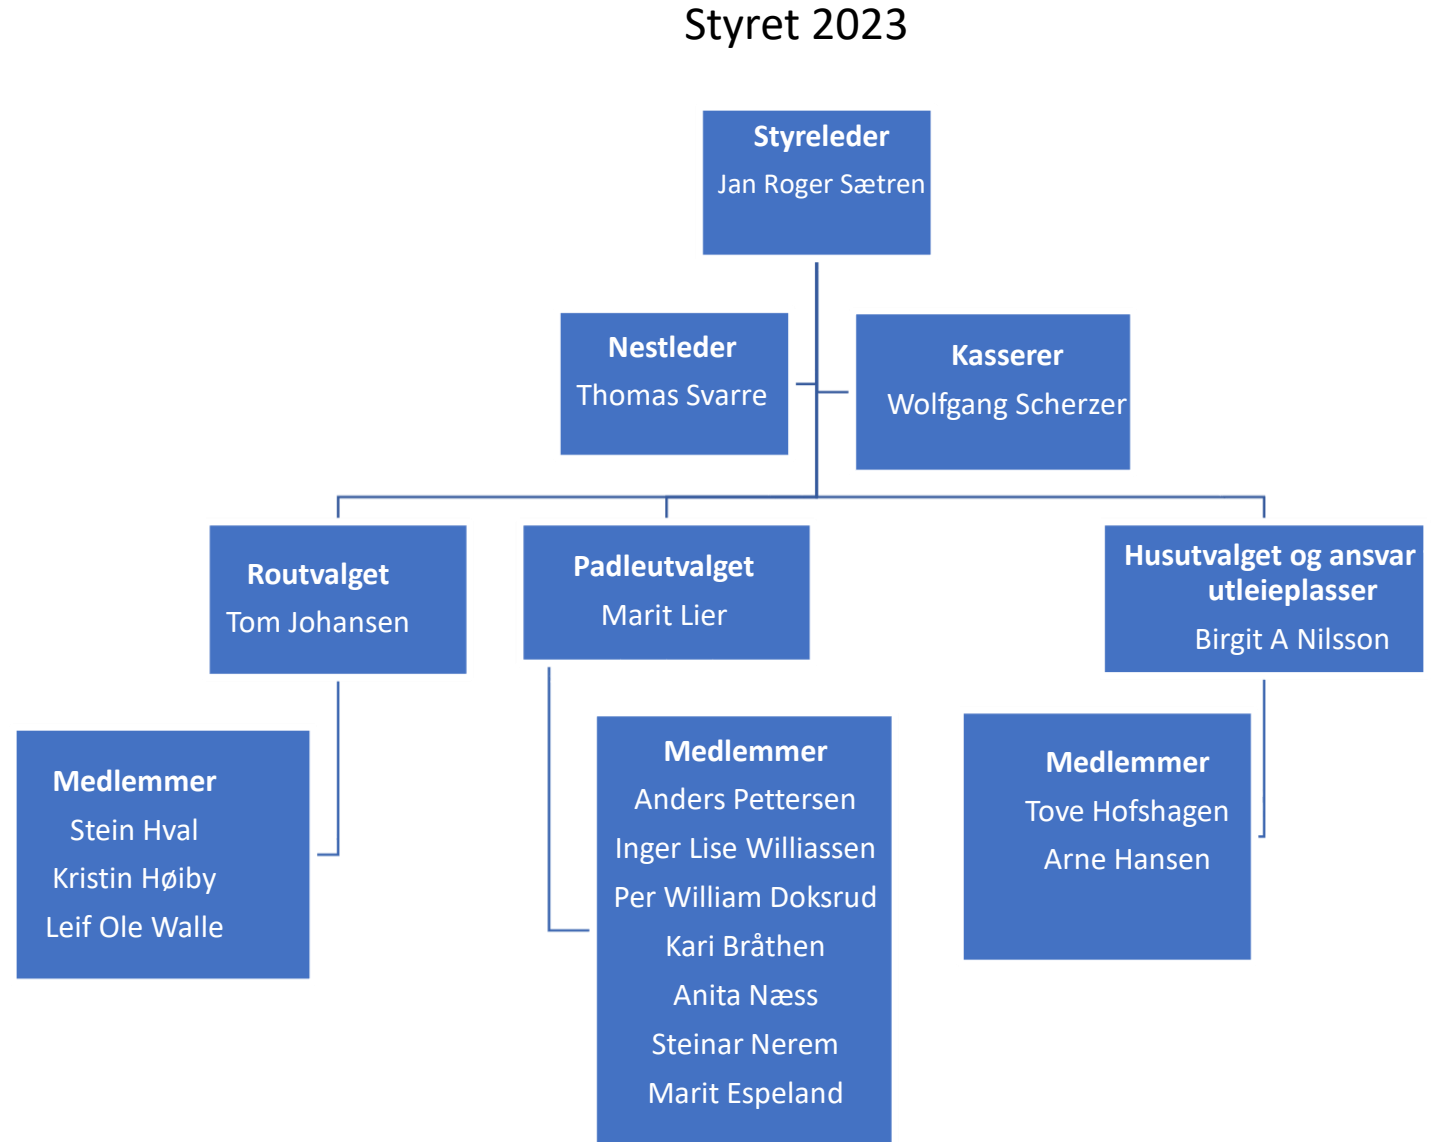 Styret 2023
Styreleder
Jan Roger Sætren
Nestleder
Thomas Svarre
Kasserer
Wolfgang Scherzer
Routvalget
Tom Johansen
Padleutvalget
Marit Lier
Husutvalget og ansvar
utleieplasser
Birgit A Nilsson
Medlemmer
Stein Hval
Kristin Høiby
Leif Ole Walle
Medlemmer
Anders Pettersen
Inger Lise Williassen
Per William Doksrud
Kari Bråthen
Anita Næss
Steinar Nerem
Marit Espeland
Medlemmer
Tove Hofshagen
Arne Hansen